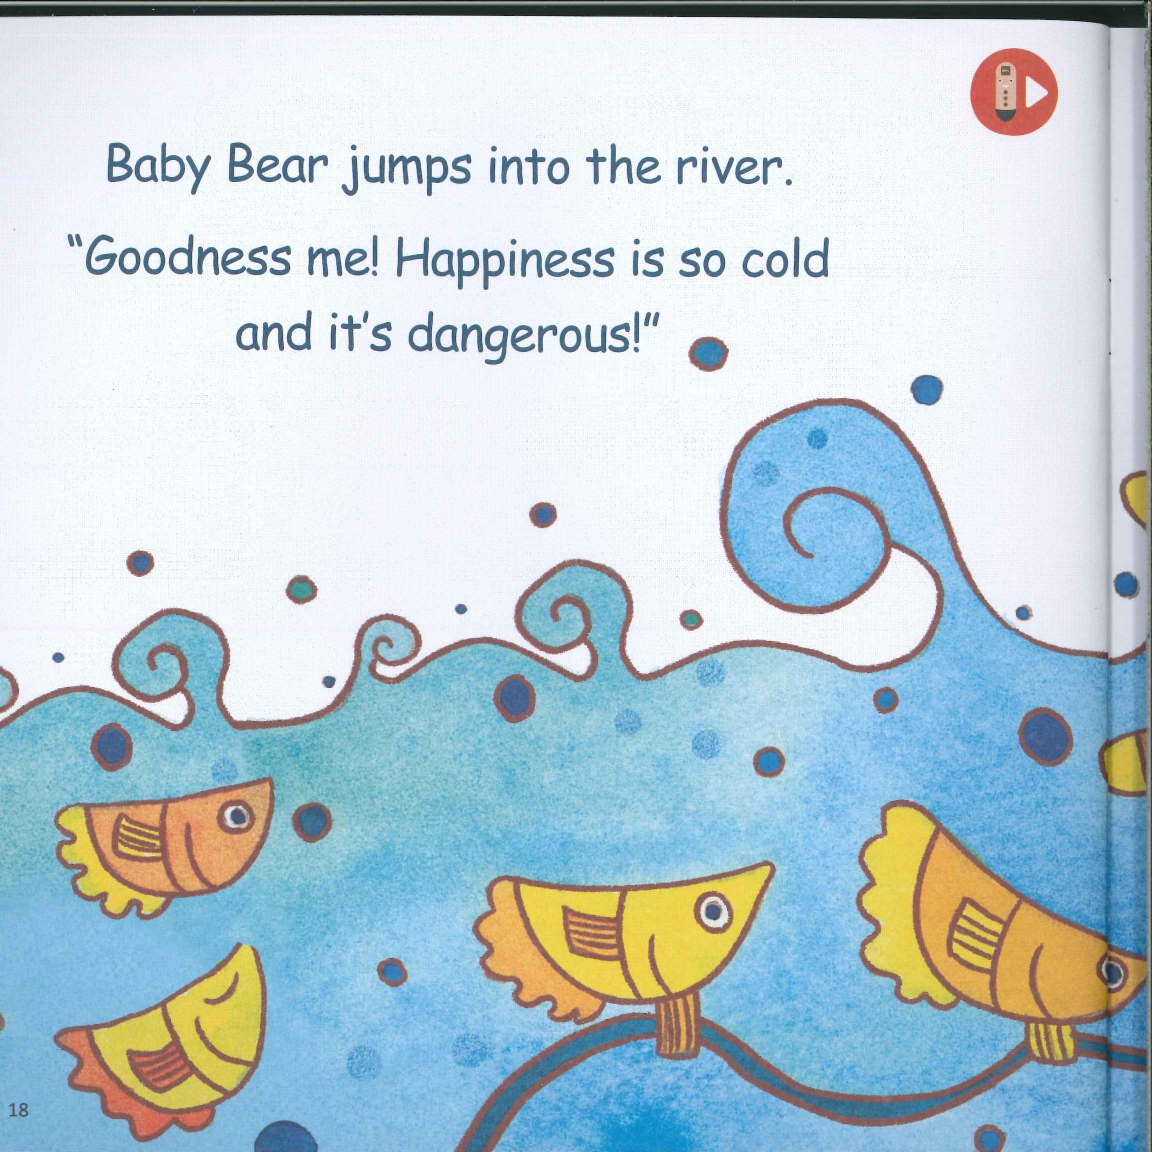 Baby Bear jumps into the river.
“Goodness me! Happiness is so cold
and it’s dangerous!”
18